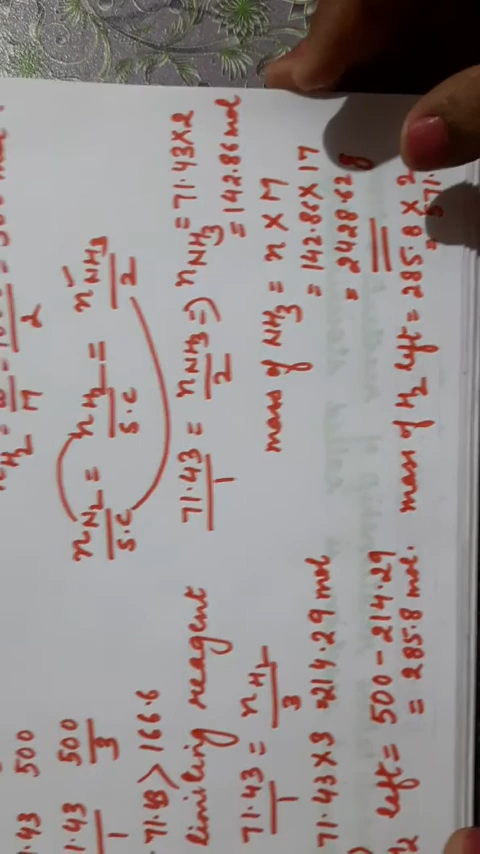 1.43 500
1.43/1 500/3
71.43 > 166.6
limiting reagent
71.43/1 = nH₂/3
71.43 × 3 = 214.29 mol
left = 500 - 214.29
= 285.8 mol.
nN₂/S.C = nH₂/S.C = nNH₃/2
71.43/1 = nNH₃/2 ⇒ nNH₃ = 71.43 × 2
= 142.86 mol
mass of NH₃ = n × M
= 142.86 × 17
= 2428.62 g
mass of H₂ left = 285.8 × 2